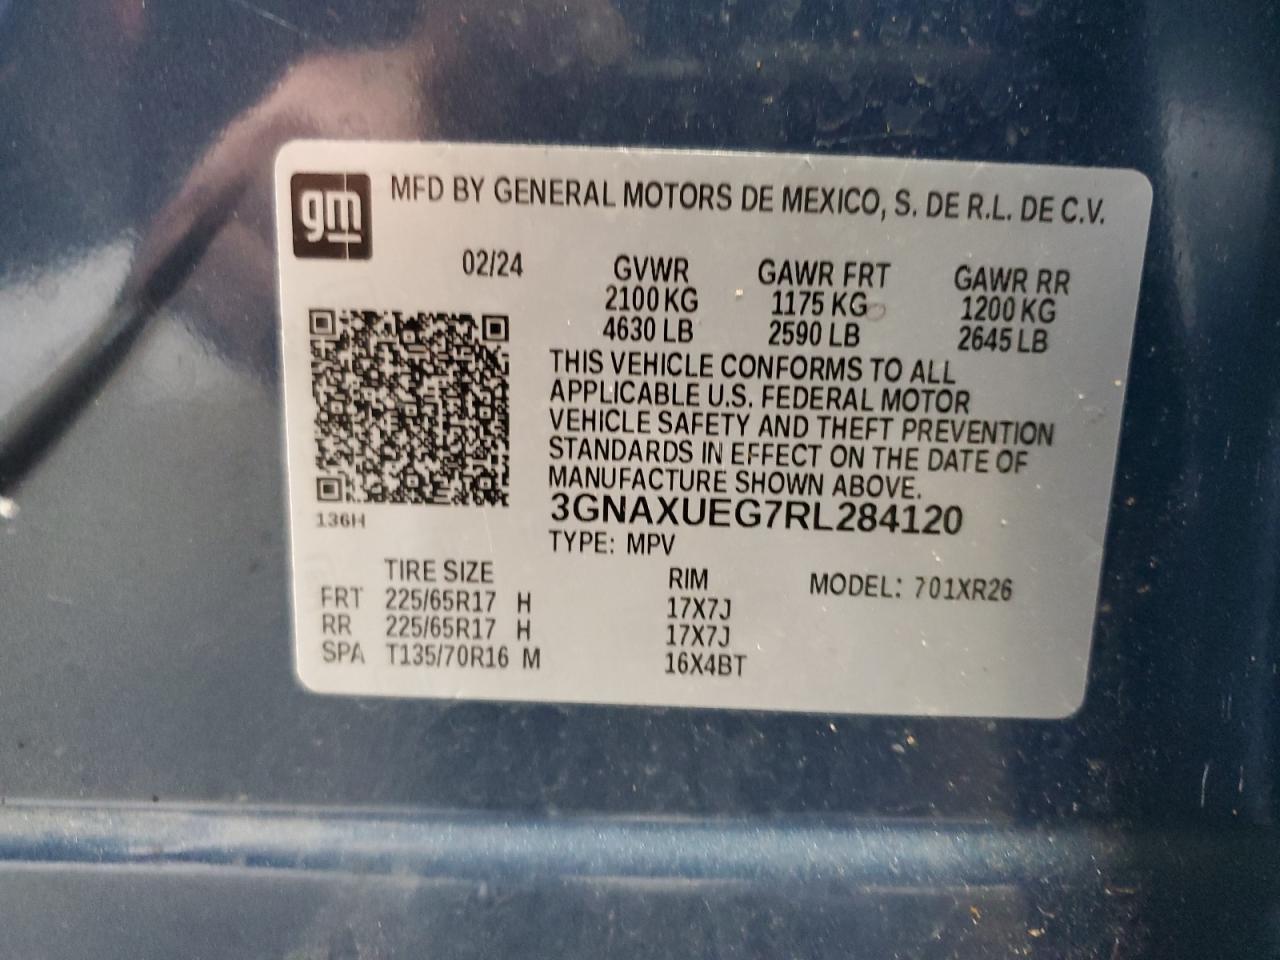 gm MFD BY GENERAL MOTORS DE MEXICO, S. DE R.L. DE C.V.
02/24 GVWR GAWR FRT GAWR RR
2100 KG 1175 KG 1200 KG
4630 LB 2590 LB 2645 LB
THIS VEHICLE CONFORMS TO ALL
APPLICABLE U.S. FEDERAL MOTOR
VEHICLE SAFETY AND THEFT PREVENTION
STANDARDS IN EFFECT ON THE DATE OF
MANUFACTURE SHOWN ABOVE.
136H 3GNAXUEG7RL284120
TYPE: MPV
TIRE SIZE RIM MODEL: 701XR26
FRT 225/65R17 H 17X7J
RR 225/65R17 H 17X7J
SPA T135/70R16 M 16X4BT